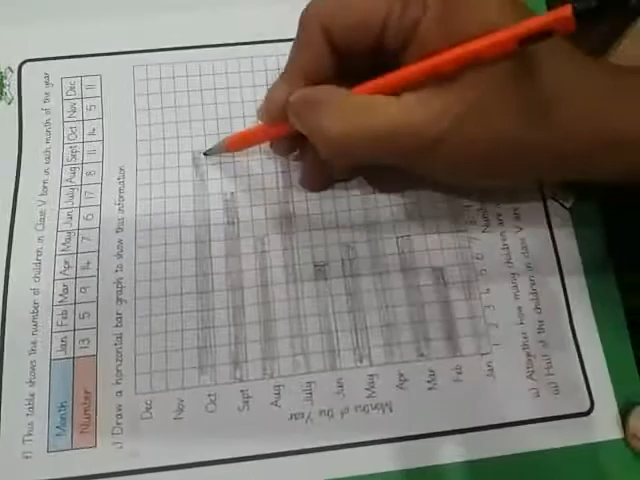 f) This table shows the number of children in Class V born in each month of the year
Month Jan Feb Mar Apr May Jun July Aug Sept Oct Nov Dec
Number 13 5 9 14 7 6 17 8 11 14 5 11
i) Draw a horizontal bar graph to show this information
Dec
Nov
Oct
Sept
Aug
July
Jun
May
Apr
Mar
Feb
Jan
Months of the Year
1 2 3 4 5 6 7 8
ii) Altogether how many children are
iii) Half of the children in class V are